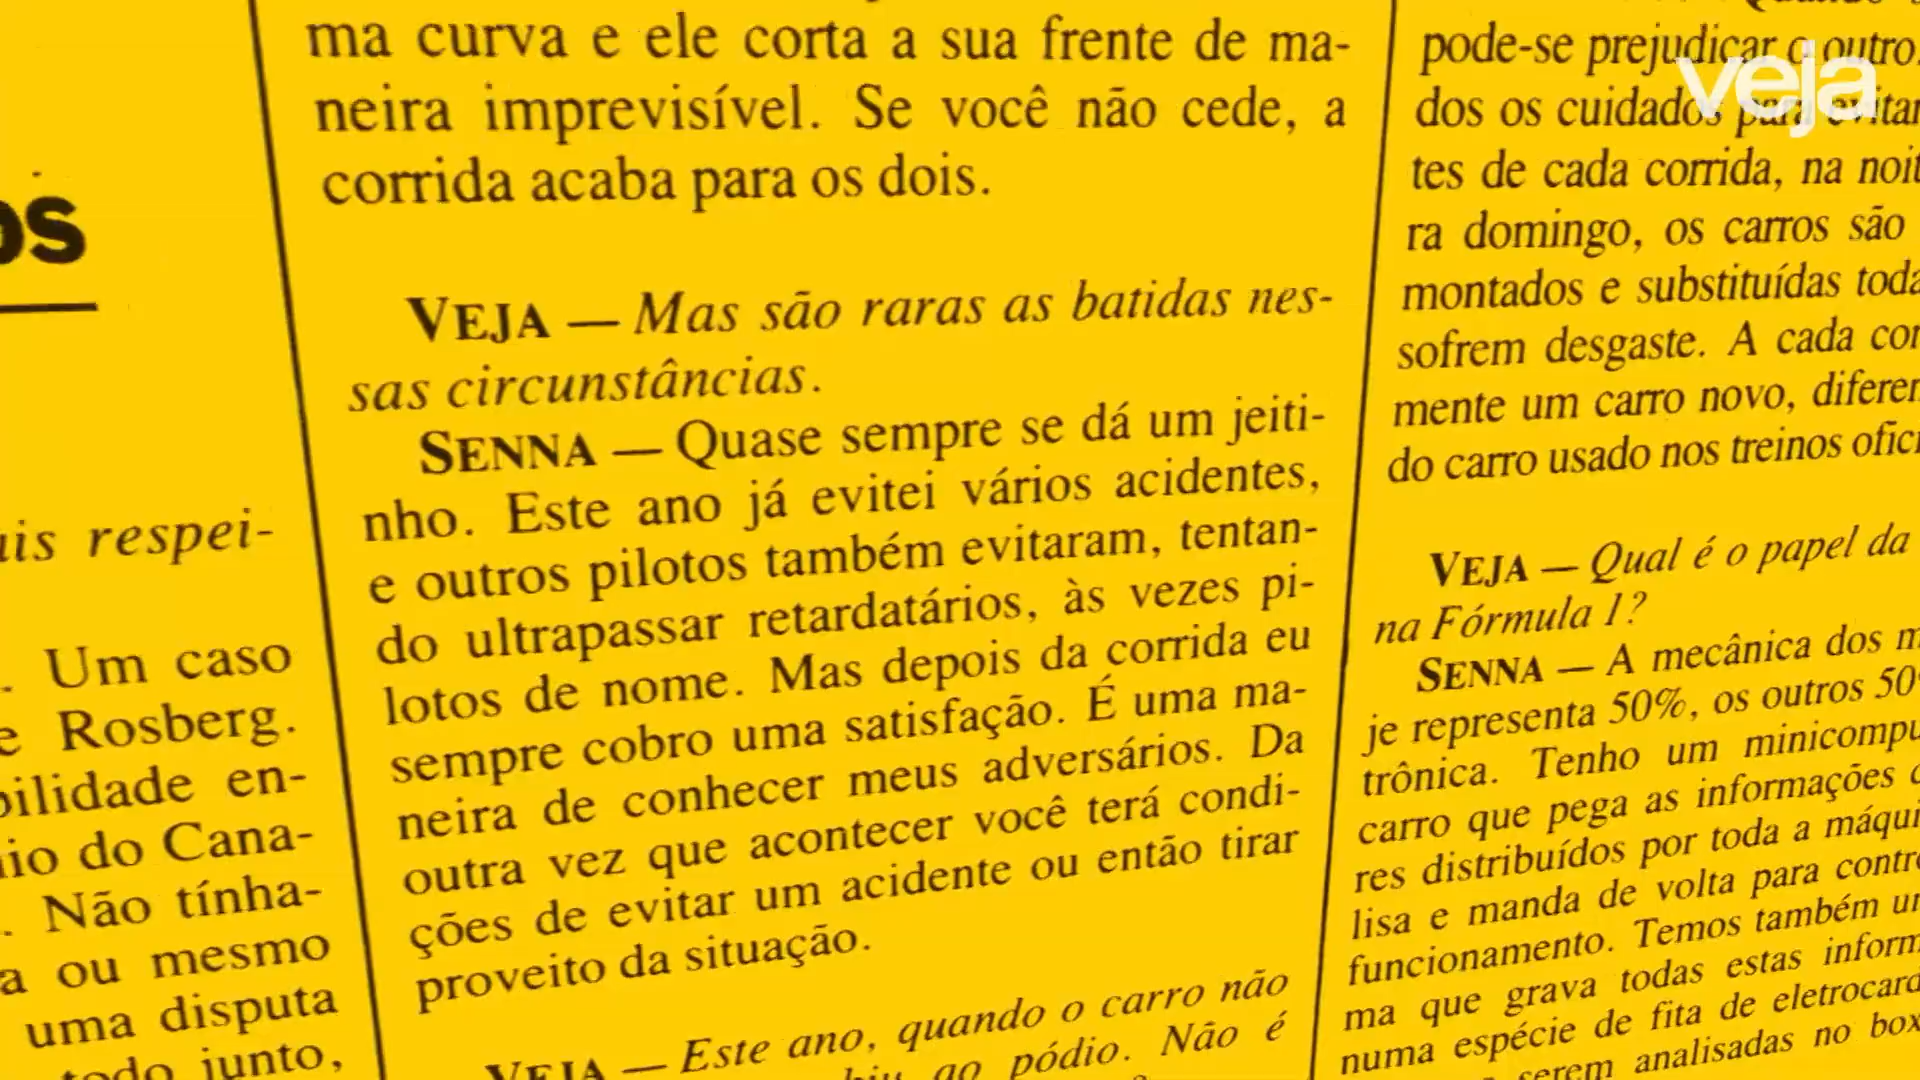 os
respei-
Um caso
Rosberg.
en-
do Cana-
Não tínha-
ou mesmo
uma disputa
junto,
ma curva e ele corta a sua frente de ma-
neira imprevisível. Se você não cede, a
corrida acaba para os dois.
VEJA — Mas são raras as batidas nes-
sas circunstâncias.
SENNA — Quase sempre se dá um jeiti-
nho. Este ano já evitei vários acidentes,
e outros pilotos também evitaram, tentan-
do ultrapassar retardatários, às vezes pi-
lotos de nome. Mas depois da corrida eu
sempre cobro uma satisfação. É uma ma-
neira de conhecer meus adversários. Da
outra vez que acontecer você terá condi-
ções de evitar um acidente ou então tirar
proveito da situação.
VEJA — Este ano, quando o carro não
ao pódio. Não é
pode-se prejudicar o outro.
dos os cuidados para evitar
tes de cada corrida, na noit
ra domingo, os carros são
montados e substituídas toda
sofrem desgaste. A cada cor
mente um carro novo, diferen
do carro usado nos treinos ofici
VEJA — Qual é o papel da
na Fórmula 1?
SENNA — A mecânica dos m
je representa 50%, os outros 50%
trônica. Tenho um minicompu
carro que pega as informações
res distribuídos por toda a máqui
lisa e manda de volta para contro
funcionamento. Temos também um
ma que grava todas estas inform
numa espécie de fita de eletrocard
serem analisadas no box
veja